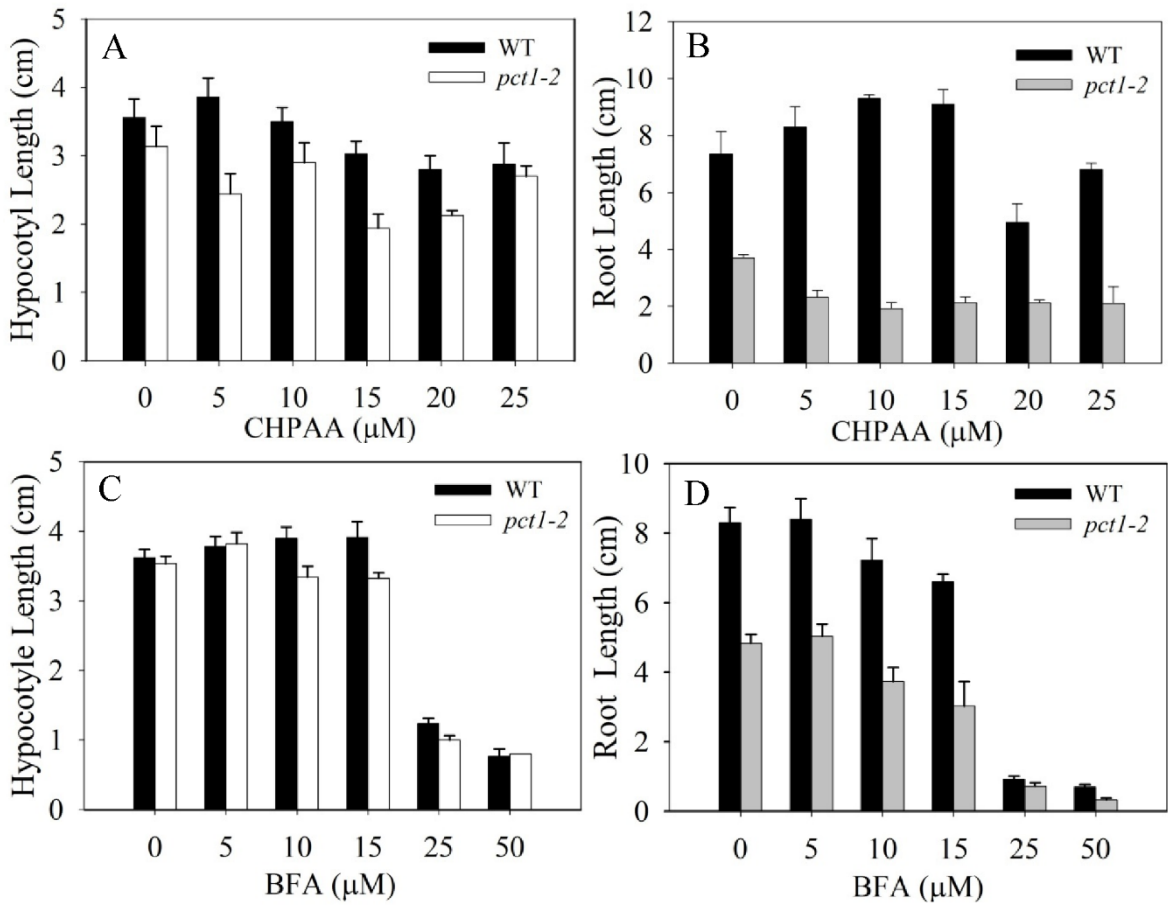 A
WT
pct1-2
Hypocotyl Length (cm)
5
4
3
2
1
0
0 5 10 15 20 25
CHPAA (μM)
B
WT
pct1-2
Root Length (cm)
12
10
8
6
4
2
0
0 5 10 15 20 25
CHPAA (μM)
C
WT
pct1-2
Hypocotyle Length (cm)
5
4
3
2
1
0
0 5 10 15 25 50
BFA (μM)
D
WT
pct1-2
Root Length (cm)
10
8
6
4
2
0
0 5 10 15 25 50
BFA (μM)